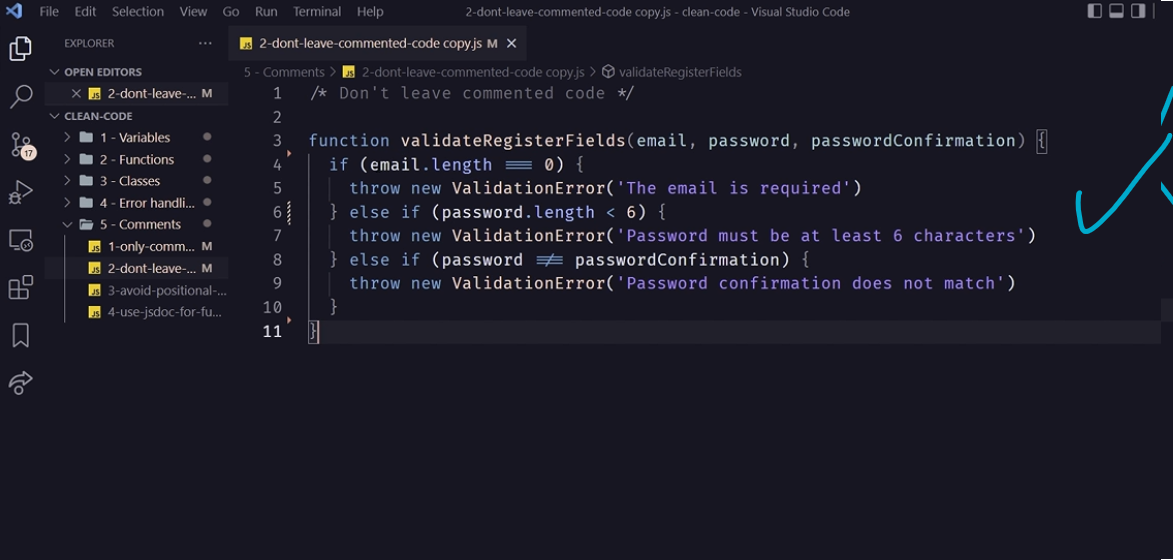 File Edit Selection View Go Run Terminal Help 2-dont-leave-commented-code copy.js - clean-code - Visual Studio Code
EXPLORER ...
OPEN EDITORS
2-dont-leave-... M
CLEAN-CODE
1 - Variables
2 - Functions
3 - Classes
4 - Error handli...
5 - Comments
JS 1-only-comm... M
JS 2-dont-leave-... M
JS 3-avoid-positional-...
JS 4-use-jsdoc-for-fu...
17
JS 2-dont-leave-commented-code copy.js M
5 - Comments > JS 2-dont-leave-commented-code copy.js > validateRegisterFields
1 /* Don't leave commented code */
2
3 function validateRegisterFields(email, password, passwordConfirmation) {
4 if (email.length === 0) {
5 throw new ValidationError('The email is required')
6 } else if (password.length < 6) {
7 throw new ValidationError('Password must be at least 6 characters')
8 } else if (password !== passwordConfirmation) {
9 throw new ValidationError('Password confirmation does not match')
10 }
11 }